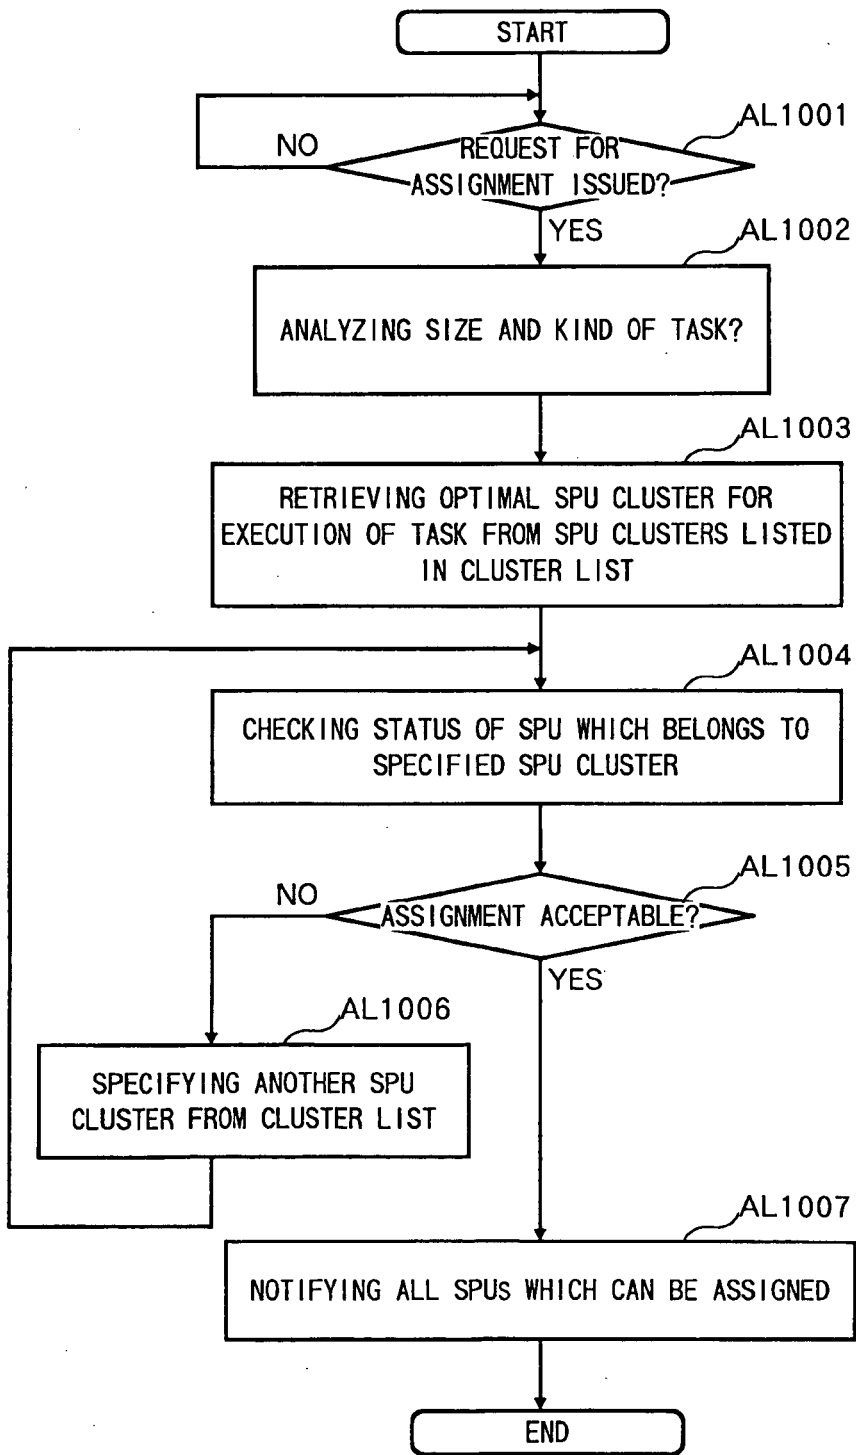 START
AL1001
NO
REQUEST FOR
ASSIGNMENT ISSUED?
YES
AL1002
ANALYZING SIZE AND KIND OF TASK?
AL1003
RETRIEVING OPTIMAL SPU CLUSTER FOR
EXECUTION OF TASK FROM SPU CLUSTERS LISTED
IN CLUSTER LIST
AL1004
CHECKING STATUS OF SPU WHICH BELONGS TO
SPECIFIED SPU CLUSTER
AL1005
NO
ASSIGNMENT ACCEPTABLE?
YES
AL1006
SPECIFYING ANOTHER SPU
CLUSTER FROM CLUSTER LIST
AL1007
NOTIFYING ALL SPUs WHICH CAN BE ASSIGNED
END